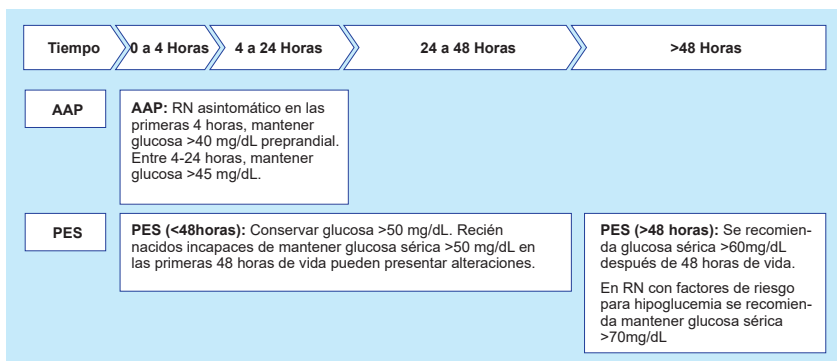 Tiempo
0 a 4 Horas
4 a 24 Horas
24 a 48 Horas
>48 Horas
AAP
AAP: RN asintomático en las
primeras 4 horas, mantener
glucosa >40 mg/dL preprandial.
Entre 4-24 horas, mantener
glucosa >45 mg/dL.
PES
PES (<48horas): Conservar glucosa >50 mg/dL. Recién
nacidos incapaces de mantener glucosa sérica >50 mg/dL en
las primeras 48 horas de vida pueden presentar alteraciones.
PES (>48 horas): Se recomien-
da glucosa sérica >60mg/dL
después de 48 horas de vida.
En RN con factores de riesgo
para hipoglucemia se recomien-
da mantener glucosa sérica
>70mg/dL